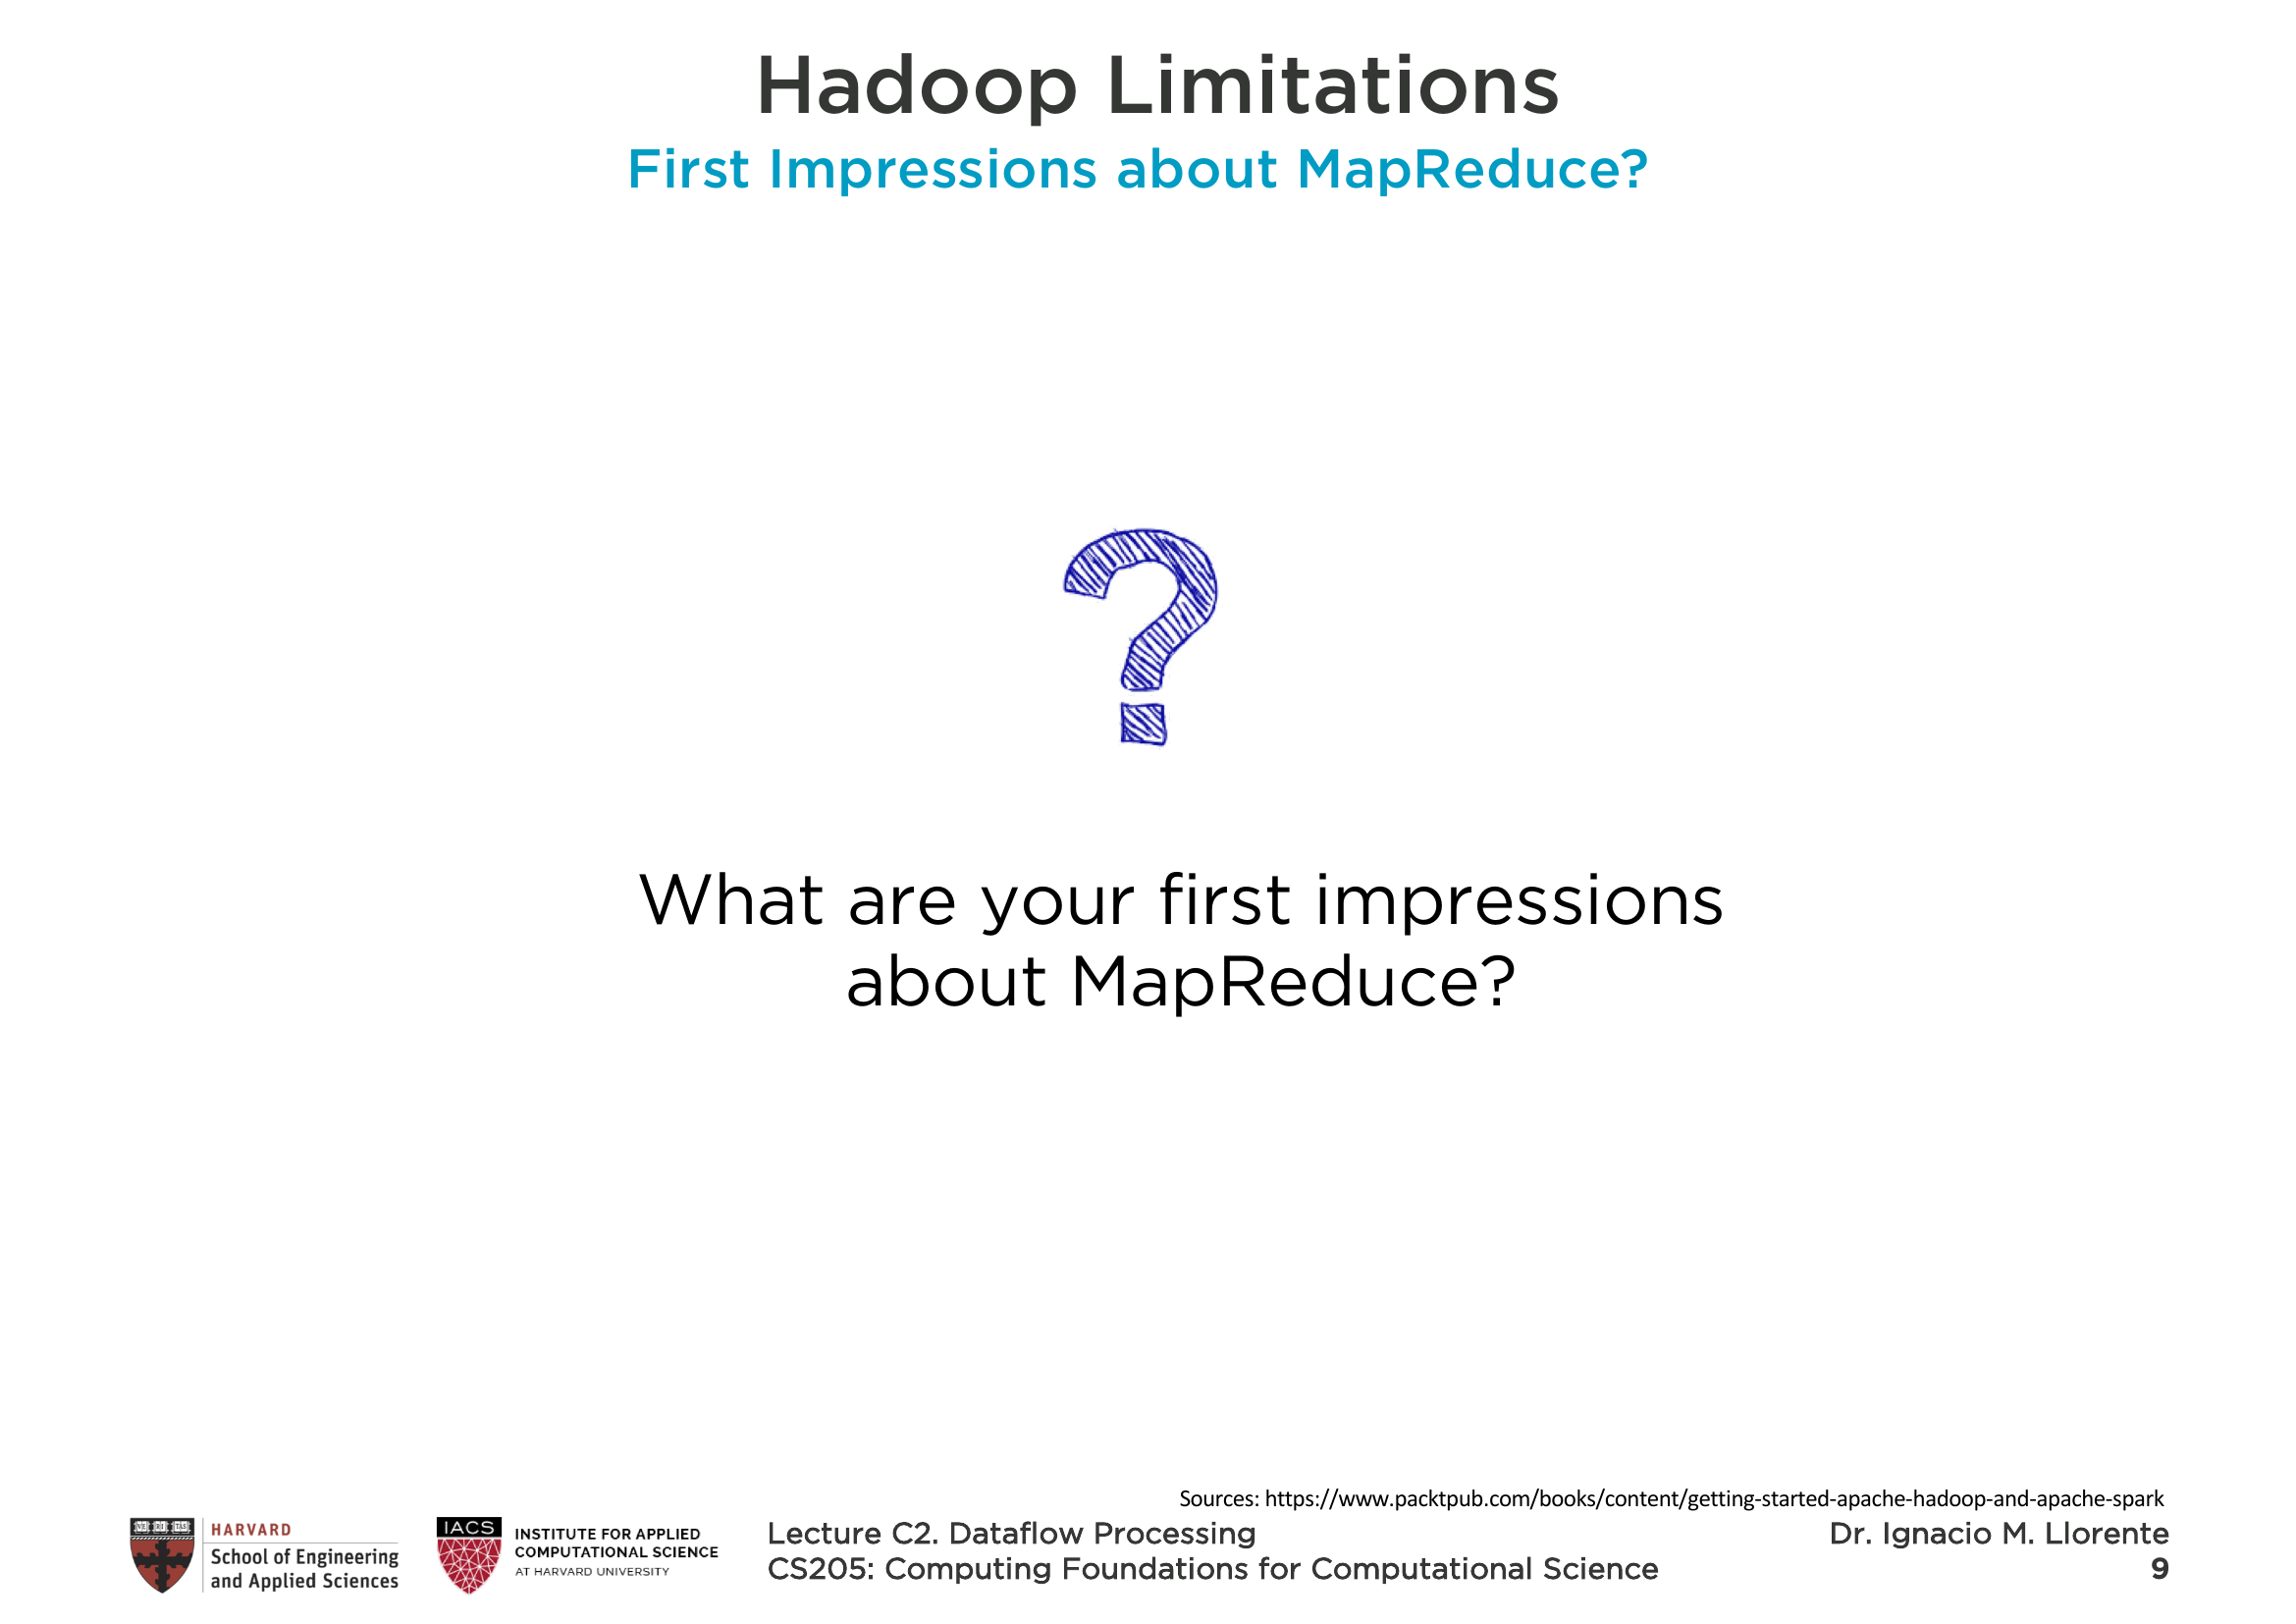 Hadoop Limitations
First Impressions about MapReduce?
?
What are your first impressions
about MapReduce?
Sources: https://www.packtpub.com/books/content/getting-started-apache-hadoop-and-apache-spark
VE RI TAS
HARVARD
School of Engineering
and Applied Sciences
IACS
INSTITUTE FOR APPLIED
COMPUTATIONAL SCIENCE
AT HARVARD UNIVERSITY
Lecture C2. Dataflow Processing
CS205: Computing Foundations for Computational Science
Dr. Ignacio M. Llorente
9